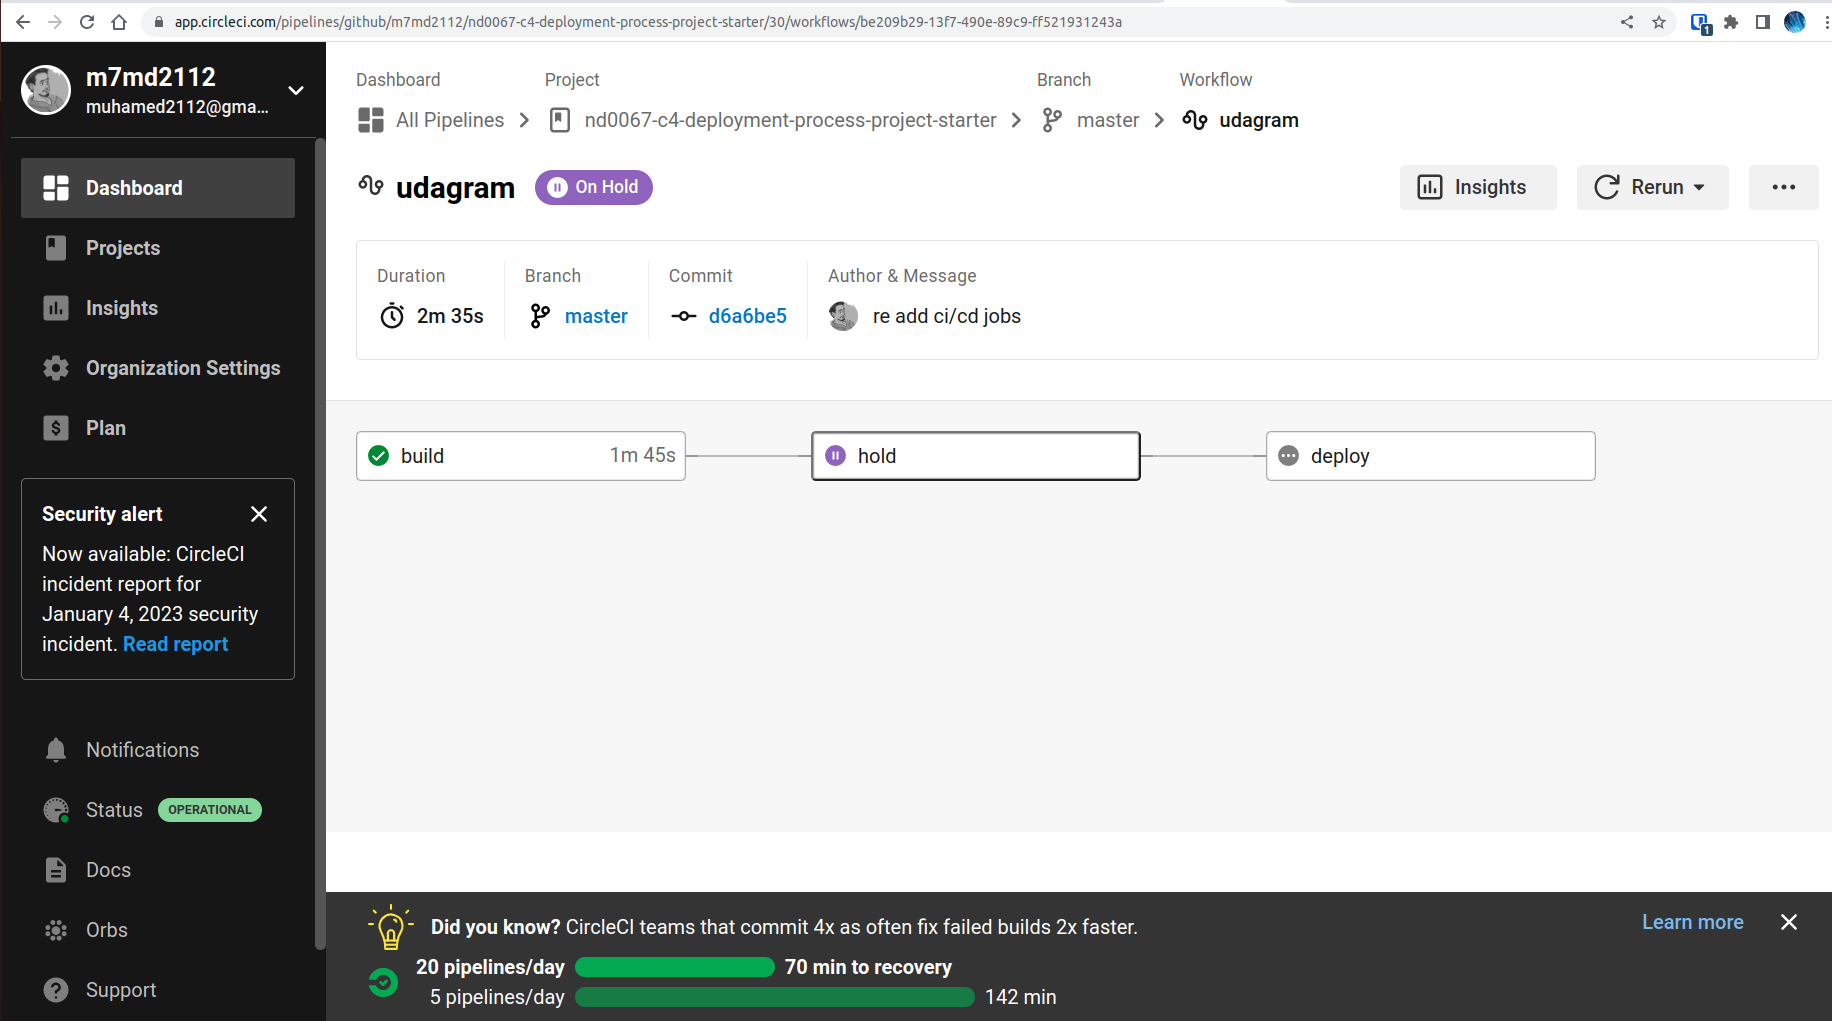 app.circleci.com/pipelines/github/m7md2112/nd0067-c4-deployment-process-project-starter/30/workflows/be209b29-13f7-490e-89c9-ff521931243a
1
m7md2112
muhamed2112@gma...
Dashboard
Projects
Insights
Organization Settings
Plan
Security alert
Now available: CircleCI
incident report for
January 4, 2023 security
incident. Read report
Notifications
Status OPERATIONAL
Docs
Orbs
Support
Dashboard Project Branch Workflow
All Pipelines nd0067-c4-deployment-process-project-starter master udagram
udagram On Hold Insights Rerun
Duration Branch Commit Author & Message
2m 35s master d6a6be5 re add ci/cd jobs
build 1m 45s hold deploy
Did you know? CircleCI teams that commit 4x as often fix failed builds 2x faster. Learn more
20 pipelines/day 70 min to recovery
5 pipelines/day 142 min